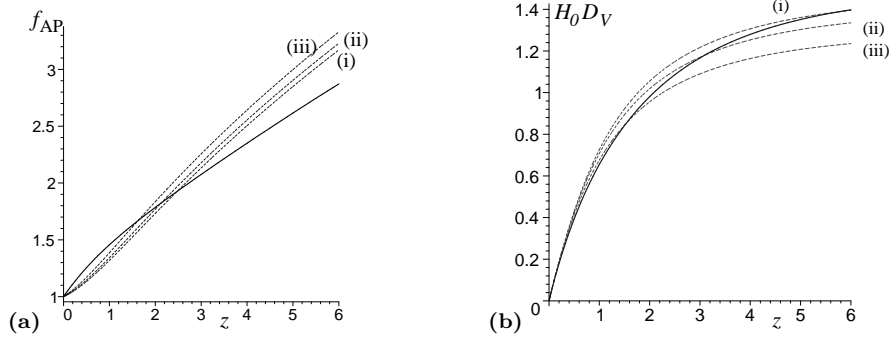 f_AP
(iii)
(ii)
(i)
3
2.5
2
1.5
1
0 1 2 3 4 5 6
z
(a)
H_0 D_V
(i)
(ii)
(iii)
1.4
1.2
1
0.8
0.6
0.4
0.2
0
1 2 3 4 5 6
z
(b)